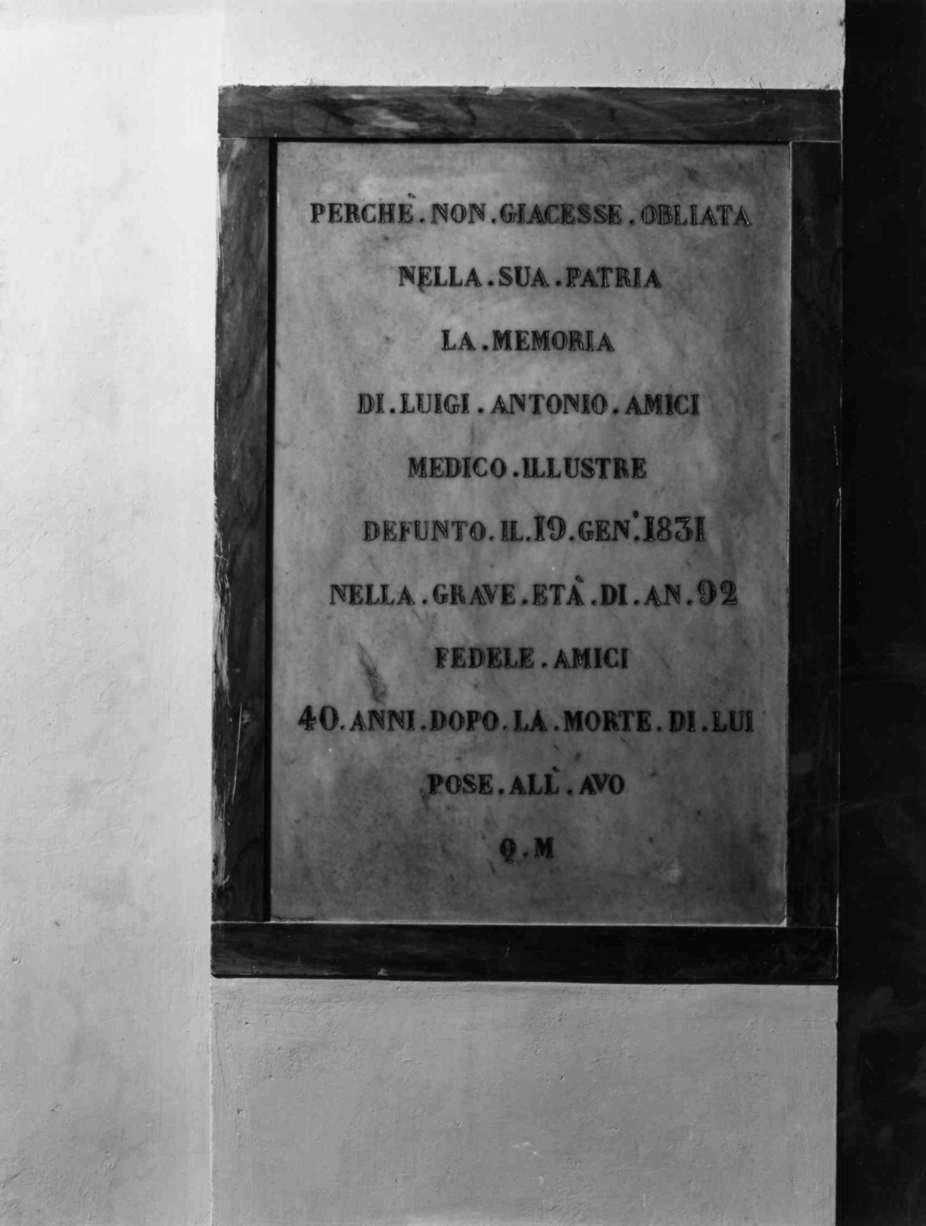 PERCHÈ.NON.GIACESSE.OBLIATA
NELLA.SUA.PATRIA
LA.MEMORIA
DI.LUIGI.ANTONIO.AMICI
MEDICO.ILLUSTRE
DEFUNTO.IL.19.GEN.°1831
NELLA.GRAVE.ETÀ.DI.AN.92
FEDELE.AMICI
40.ANNI.DOPO.LA.MORTE.DI.LUI
POSE.ALL'.AVO
Q.M